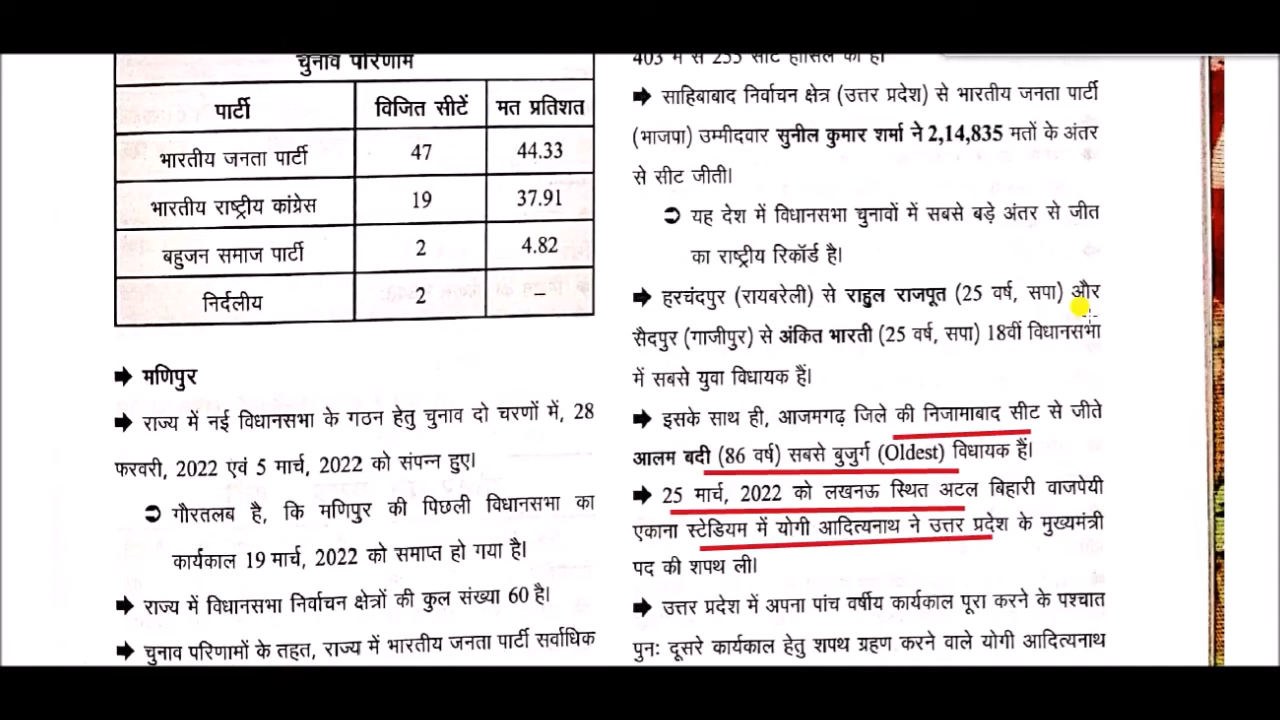 चुनाव परिणाम
पार्टी विजित सीटें मत प्रतिशत
भारतीय जनता पार्टी 47 44.33
भारतीय राष्ट्रीय कांग्रेस 19 37.91
बहुजन समाज पार्टी 2 4.82
निर्दलीय 2 –
➔ मणिपुर
➔ राज्य में नई विधानसभा के गठन हेतु चुनाव दो चरणों में, 28
फरवरी, 2022 एवं 5 मार्च, 2022 को संपन्न हुए।
➲ गौरतलब है, कि मणिपुर की पिछली विधानसभा का
कार्यकाल 19 मार्च, 2022 को समाप्त हो गया है।
➔ राज्य में विधानसभा निर्वाचन क्षेत्रों की कुल संख्या 60 है।
➔ चुनाव परिणामों के तहत, राज्य में भारतीय जनता पार्टी सर्वाधिक
403 में से 255 सीटें हासिल की है।
➔ साहिबाबाद निर्वाचन क्षेत्र (उत्तर प्रदेश) से भारतीय जनता पार्टी
(भाजपा) उम्मीदवार सुनील कुमार शर्मा ने 2,14,835 मतों के अंतर
से सीट जीती।
➲ यह देश में विधानसभा चुनावों में सबसे बड़े अंतर से जीत
का राष्ट्रीय रिकॉर्ड है।
➔ हरचंदपुर (रायबरेली) से राहुल राजपूत (25 वर्ष, सपा) और
सैदपुर (गाजीपुर) से अंकित भारती (25 वर्ष, सपा) 18वीं विधानसभा
में सबसे युवा विधायक हैं।
➔ इसके साथ ही, आजमगढ़ जिले की निजामाबाद सीट से जीते
आलम बदी (86 वर्ष) सबसे बुजुर्ग (Oldest) विधायक हैं।
➔ 25 मार्च, 2022 को लखनऊ स्थित अटल बिहारी वाजपेयी
एकाना स्टेडियम में योगी आदित्यनाथ ने उत्तर प्रदेश के मुख्यमंत्री
पद की शपथ ली।
➔ उत्तर प्रदेश में अपना पांच वर्षीय कार्यकाल पूरा करने के पश्चात
पुनः दूसरे कार्यकाल हेतु शपथ ग्रहण करने वाले योगी आदित्यनाथ